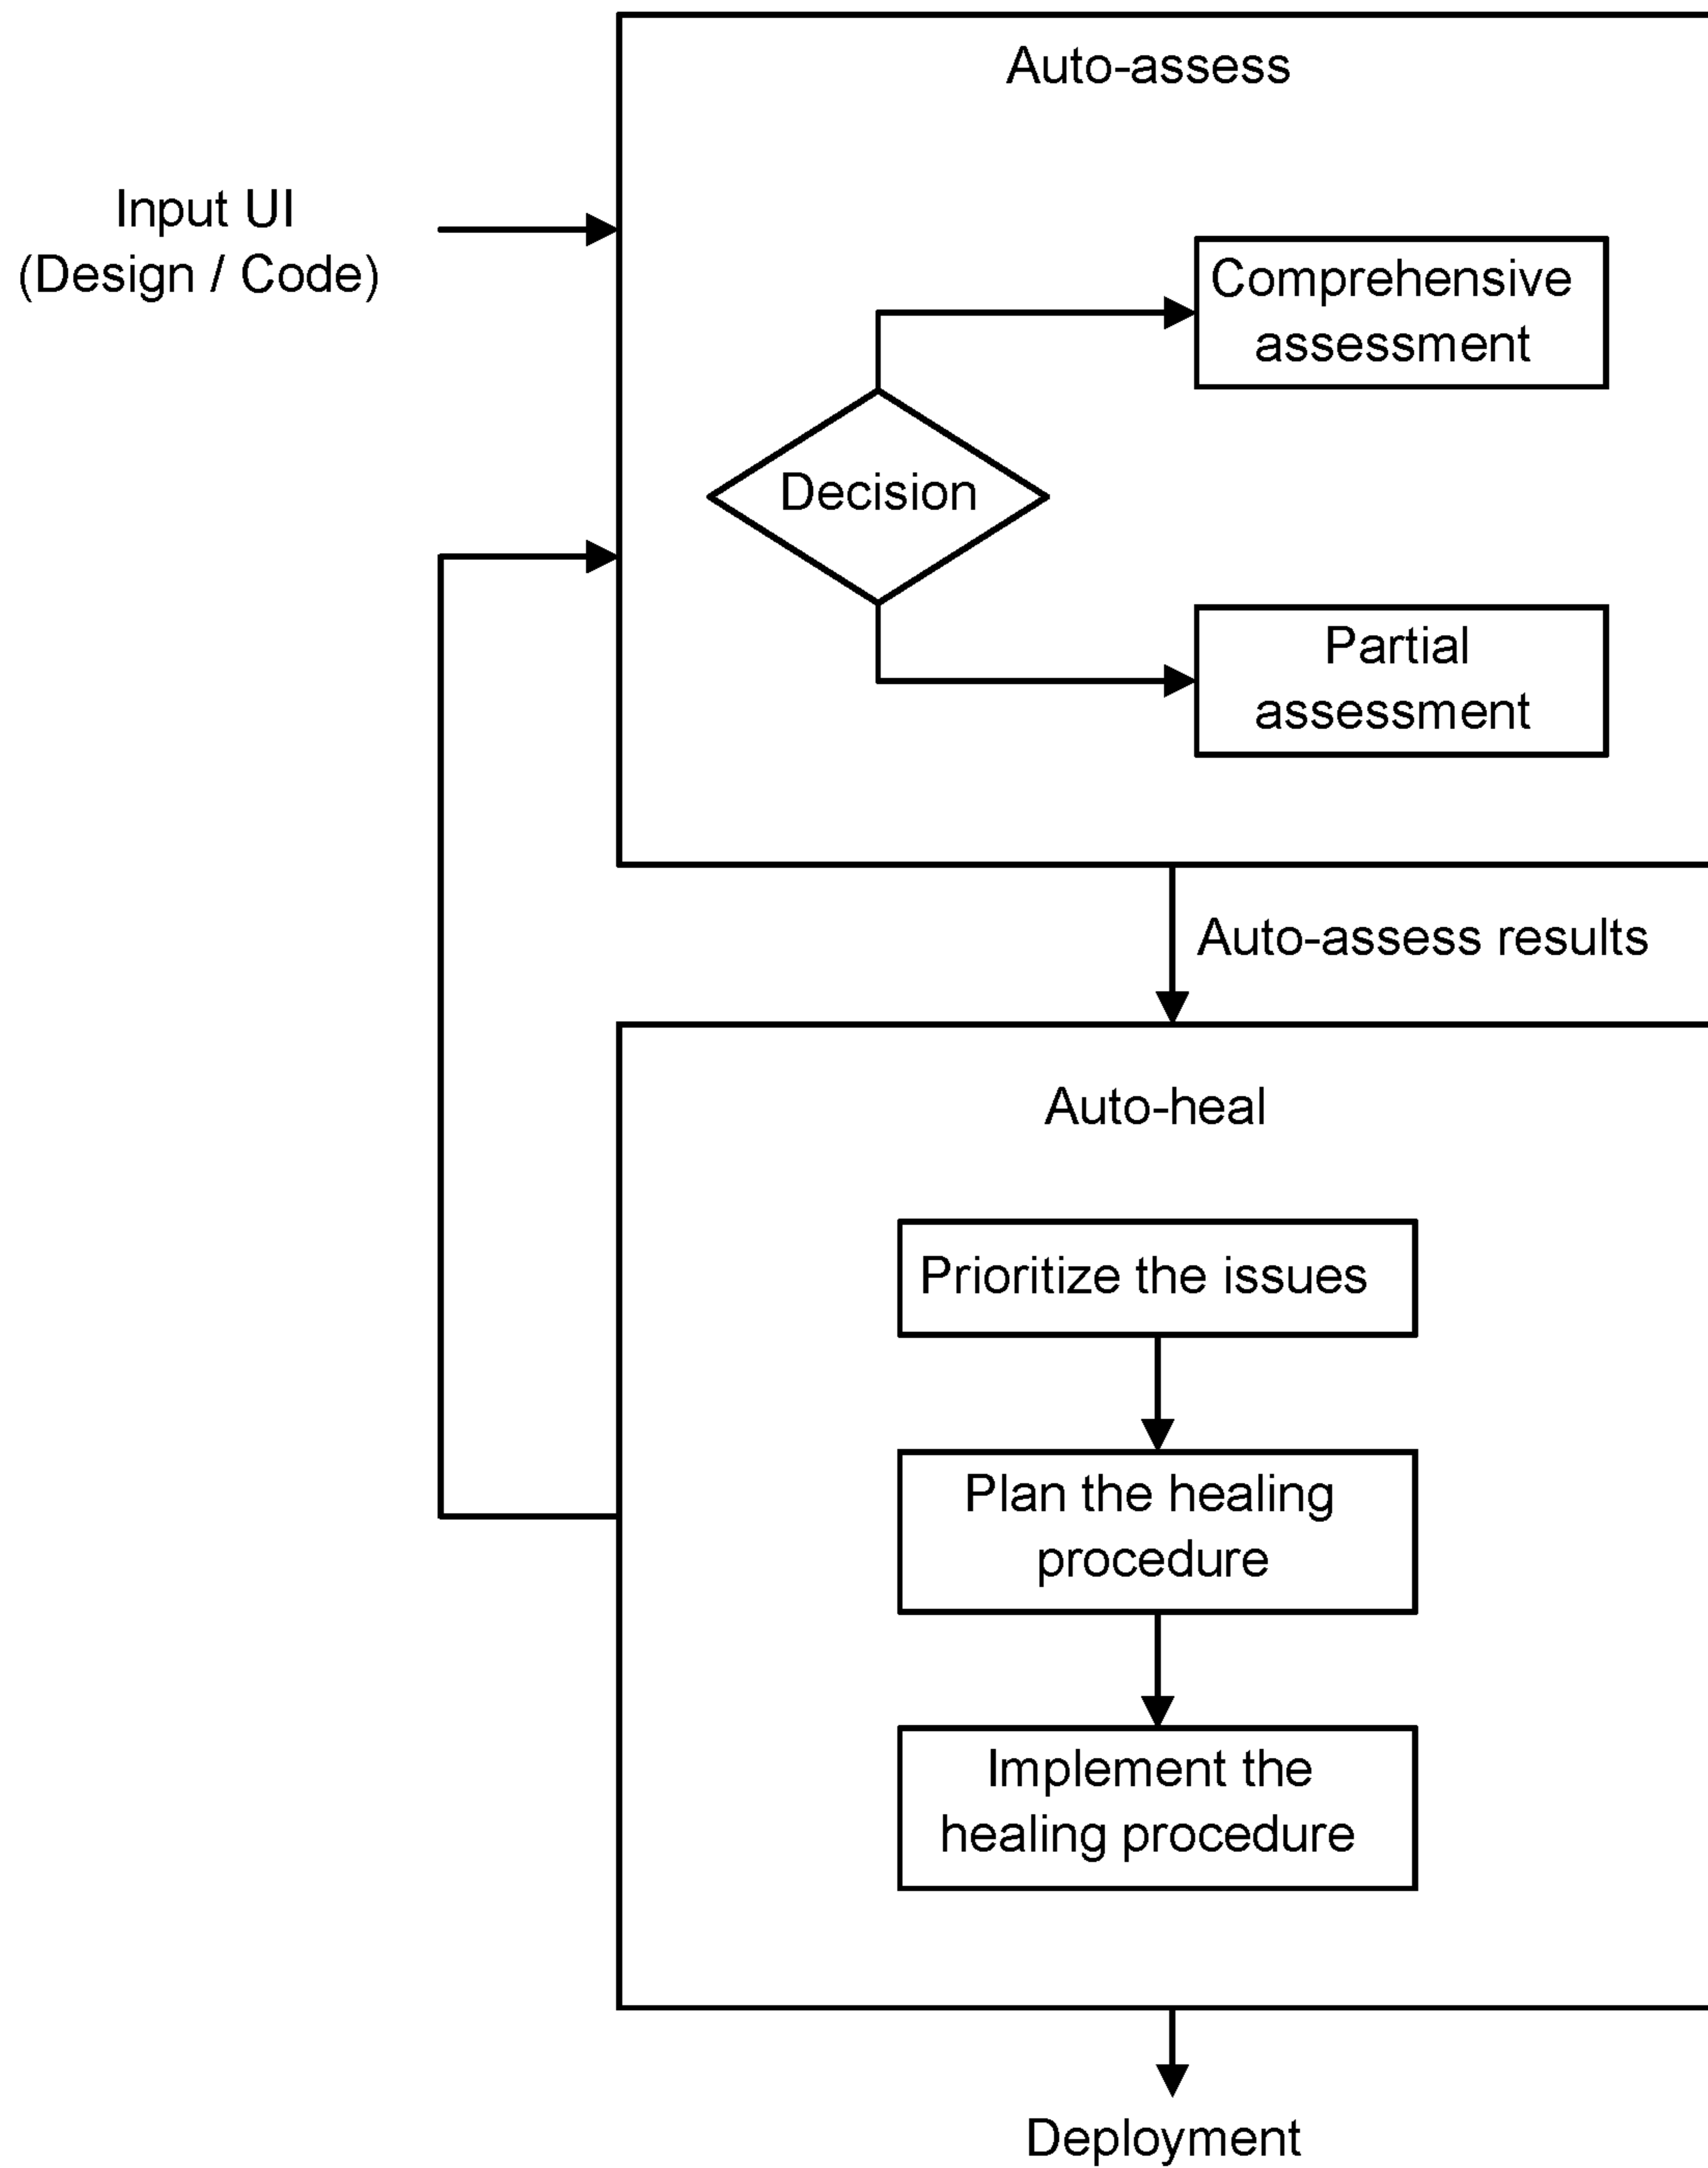 Auto-assess
Input UI
(Design / Code)
Comprehensive
assessment
Decision
Partial
assessment
Auto-assess results
Auto-heal
Prioritize the issues
Plan the healing
procedure
Implement the
healing procedure
Deployment